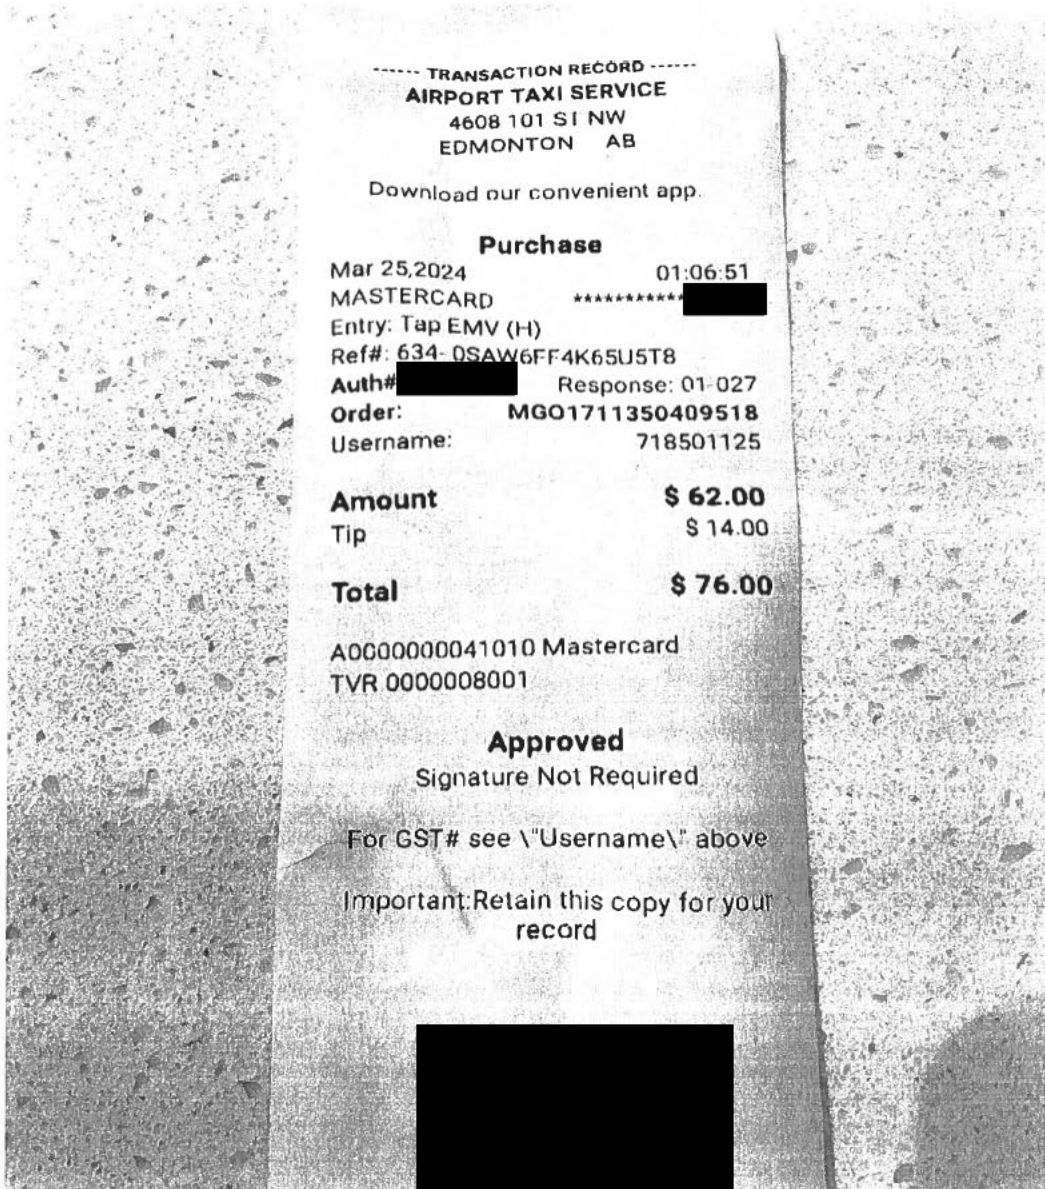 ------ TRANSACTION RECORD ------
AIRPORT TAXI SERVICE
4608 101 ST NW
EDMONTON AB
Download our convenient app.
Purchase
Mar 25,2024 01:06:51
MASTERCARD ***********
Entry: Tap EMV (H)
Ref#: 634- 0SAW6FF4K65U5T8
Auth# Response: 01-027
Order: MGO1711350409518
Username: 718501125
Amount $ 62.00
Tip $ 14.00
Total $ 76.00
A0000000041010 Mastercard
TVR 0000008001
Approved
Signature Not Required
For GST# see \"Username\" above
Important:Retain this copy for your
record